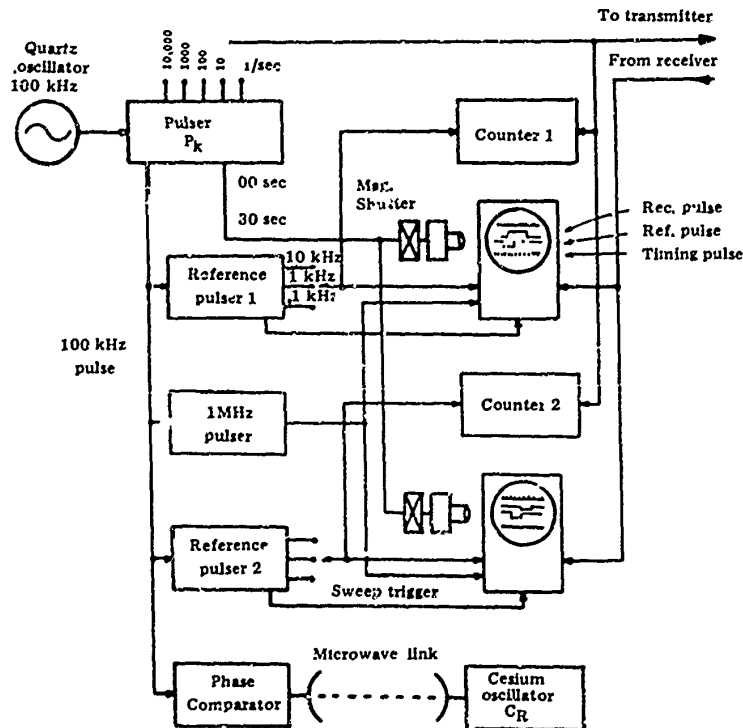 To transmitter
From receiver
Quartz
oscillator
100 kHz
10,000
1000
100
10
1/sec
Pulser
Pk
Counter 1
00 sec
30 sec
Mag.
Shutter
Rec. pulse
Ref. pulse
Timing pulse
Reference
pulser 1
10 kHz
1 kHz
.1 kHz
100 kHz
pulse
1MHz
pulser
Counter 2
Reference
pulser 2
Sweep trigger
Microwave link
Phase
Comparator
Cesium
oscillator
CR